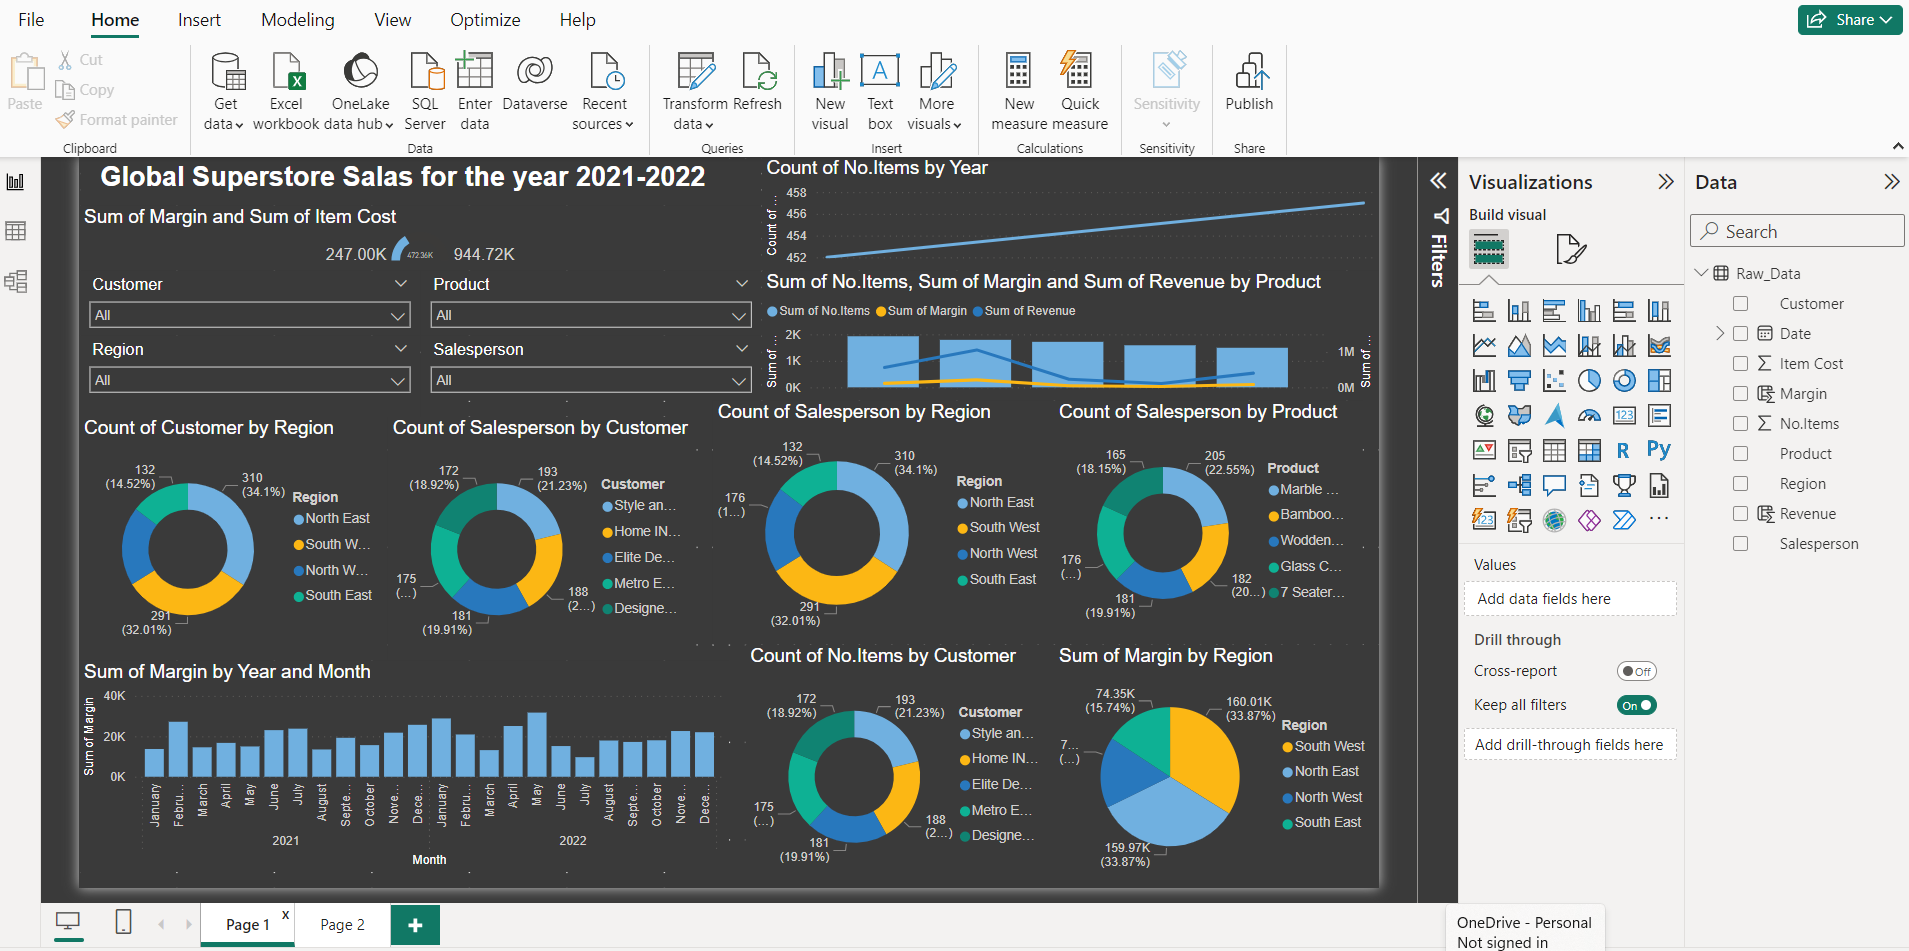 File Home Insert Modeling View Optimize Help
Share
Paste
Cut
Copy
Format painter
Clipboard
Get data
Excel workbook
OneLake data hub
SQL Server
Enter data
Dataverse
Recent sources
Data
Transform data
Refresh
Queries
New visual
Text box
More visuals
Insert
New measure
Quick measure
Calculations
Sensitivity
Sensitivity
Publish
Share
Global Superstore Salas for the year 2021-2022
Sum of Margin and Sum of Item Cost
247.00K 472.36K 944.72K
Customer
All
Product
All
Region
All
Salesperson
All
Count of No.Items by Year
Count of ...
458
456
454
452
Sum of No.Items, Sum of Margin and Sum of Revenue by Product
Sum of No.Items Sum of Margin Sum of Revenue
Sum of ...
2K
1K
0K
1M
0M
Sum of ...
Count of Customer by Region
132
(14.52%)
310
(34.1%)
291
(32.01%)
Region
North East
South W...
North W...
South East
Count of Salesperson by Customer
172
(18.92%)
193
(21.23%)
175
(...)
188
(2...)
181
(19.91%)
Customer
Style an...
Home IN...
Elite De...
Metro E...
Designe...
Count of Salesperson by Region
132
(14.52%)
310
(34.1%)
176
(1...)
291
(32.01%)
Region
North East
South West
North West
South East
Count of Salesperson by Product
165
(18.15%)
205
(22.55%)
176
(...)
182
(20...)
181
(19.91%)
Product
Marble ...
Bamboo...
Wodden...
Glass C...
7 Seater...
Sum of Margin by Year and Month
Sum of Margin
40K
20K
0K
January Febru... March April May June July August Septe... October Nove... Dece... January Febru... March April May June July August Septe... October Nove... Dece...
2021 2022
Month
Count of No.Items by Customer
172
(18.92%)
193
(21.23%)
175
(...)
188
(2...)
181
(19.91%)
Customer
Style an...
Home IN...
Elite De...
Metro E...
Designe...
Sum of Margin by Region
74.35K
(15.74%)
160.01K
(33.87%)
7...
(...)
159.97K
(33.87%)
Region
South West
North East
North West
South East
Filters
Visualizations
Build visual
123
R
Py
123
...
Values
Add data fields here
Drill through
Cross-report Off
Keep all filters On
Add drill-through fields here
Data
Search
Raw_Data
Customer
Date
Item Cost
Margin
No.Items
Product
Region
Revenue
Salesperson
Page 1 x
Page 2
+
OneDrive - Personal
Not signed in